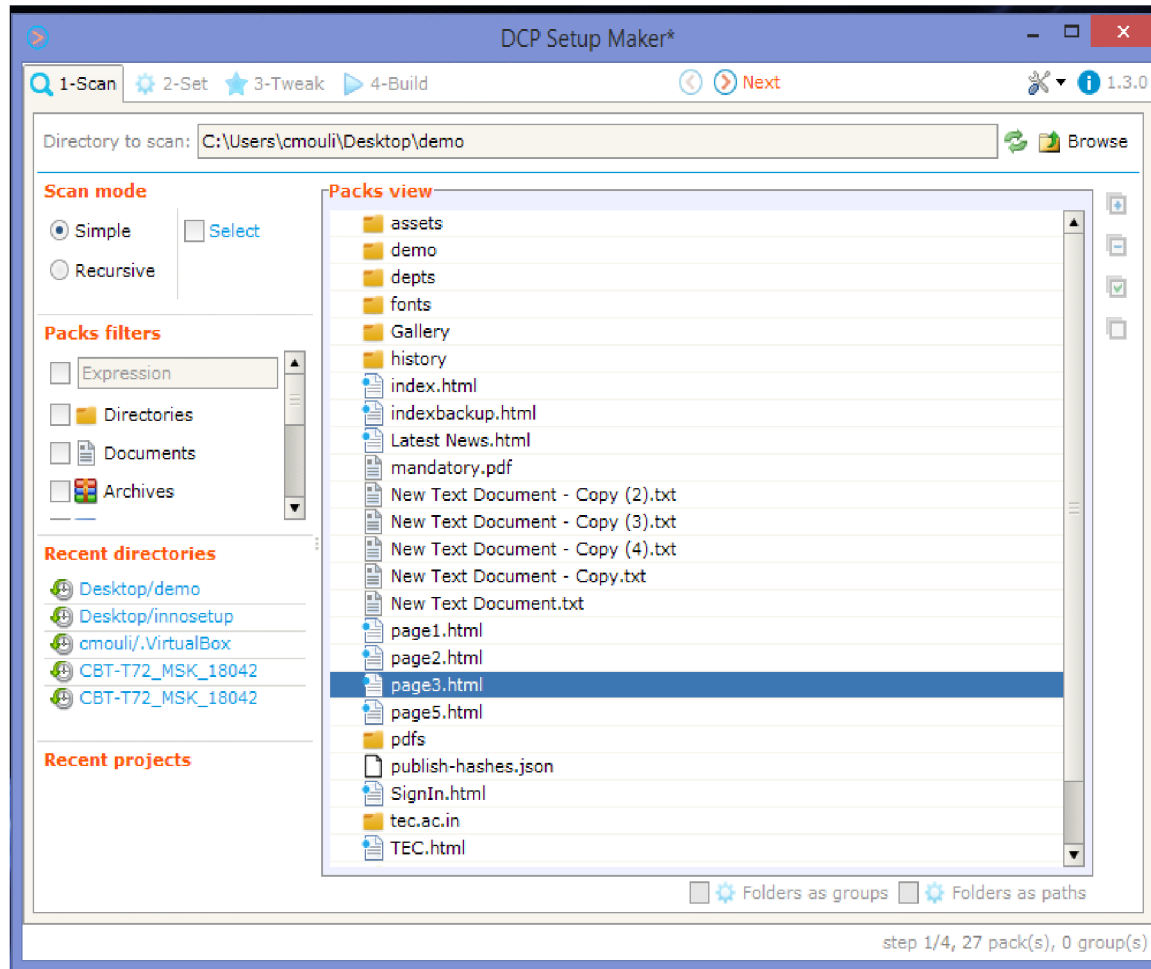 DCP Setup Maker*
1-Scan 2-Set 3-Tweak 4-Build Next 1.3.0
Directory to scan: C:\Users\cmouli\Desktop\demo Browse
Scan mode
Simple Select
Recursive
Packs filters
Expression
Directories
Documents
Archives
Recent directories
Desktop/demo
Desktop/innosetup
cmouli/.VirtualBox
CBT-T72_MSK_18042
CBT-T72_MSK_18042
Recent projects
Packs view
assets
demo
depts
fonts
Gallery
history
index.html
indexbackup.html
Latest News.html
mandatory.pdf
New Text Document - Copy (2).txt
New Text Document - Copy (3).txt
New Text Document - Copy (4).txt
New Text Document - Copy.txt
New Text Document.txt
page1.html
page2.html
page3.html
page5.html
pdfs
publish-hashes.json
SignIn.html
tec.ac.in
TEC.html
Folders as groups Folders as paths
step 1/4, 27 pack(s), 0 group(s)